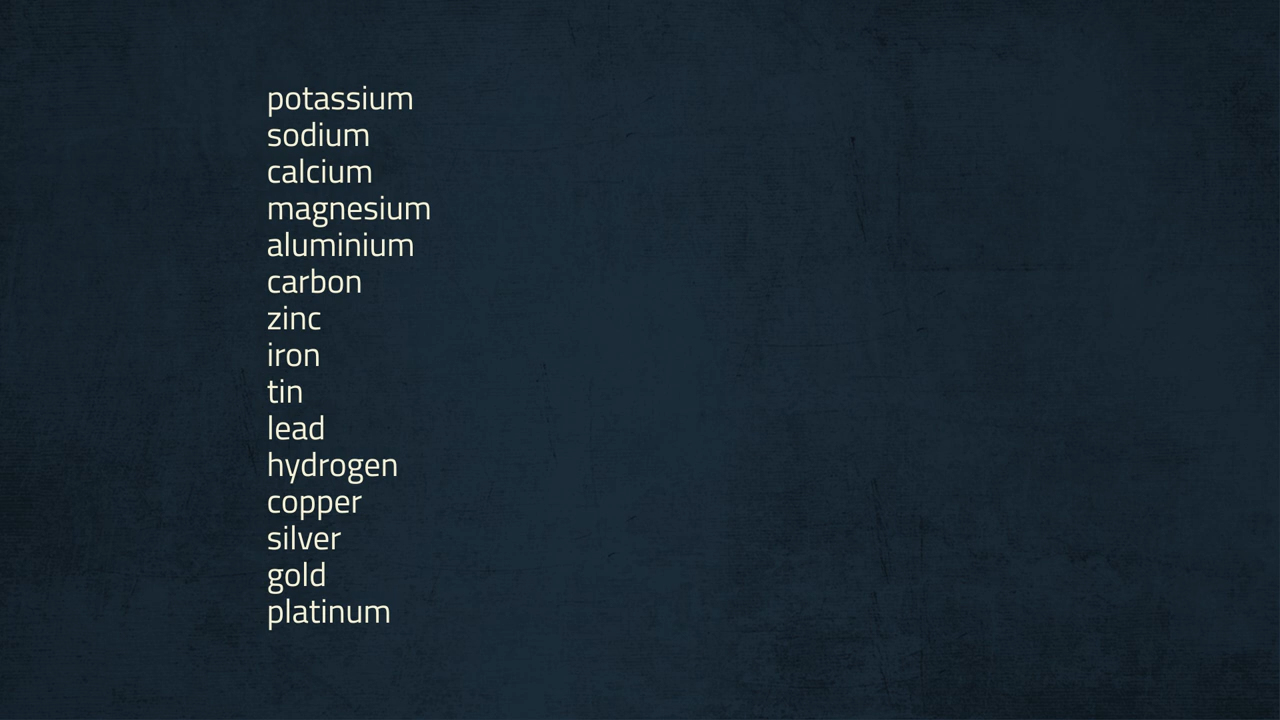 potassium
sodium
calcium
magnesium
aluminium
carbon
zinc
iron
tin
lead
hydrogen
copper
silver
gold
platinum